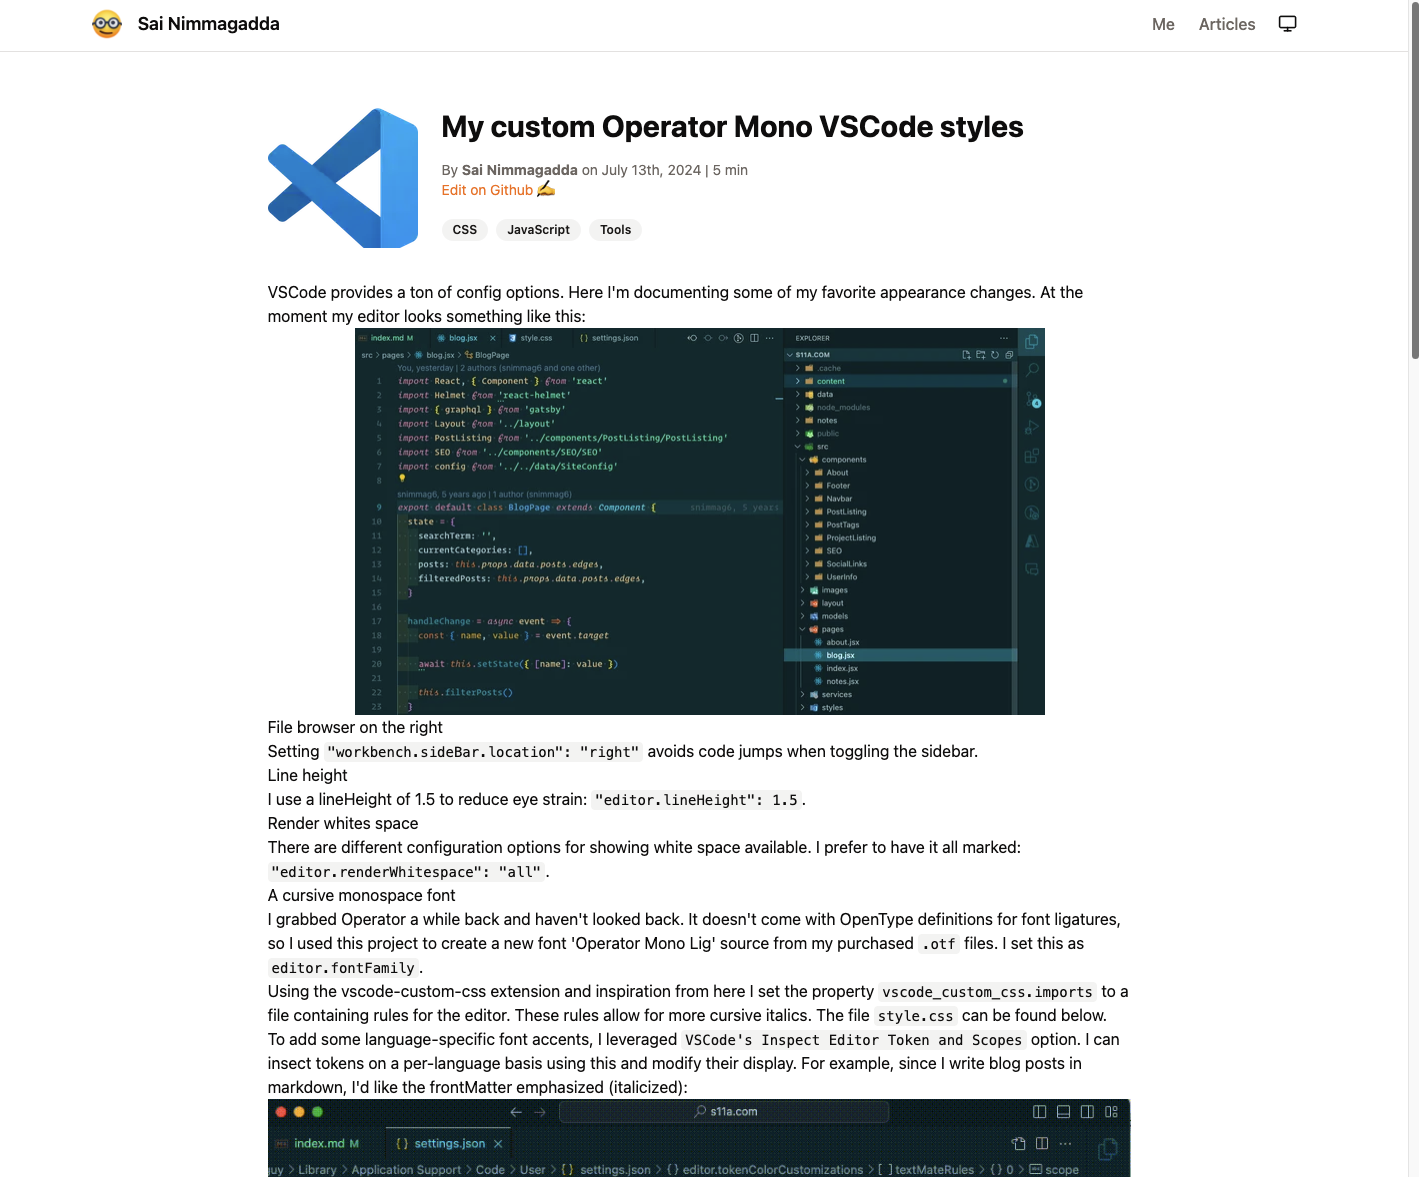 Sai Nimmagadda
Me
Articles
My custom Operator Mono VSCode styles
By Sai Nimmagadda on July 13th, 2024 | 5 min
Edit on Github ✍️
CSS
JavaScript
Tools
VSCode provides a ton of config options. Here I'm documenting some of my favorite appearance changes. At the
moment my editor looks something like this:
index.md M
blog.jsx
style.css
{ } settings.json
src > pages > blog.jsx > BlogPage
You, yesterday | 2 authors (snimmag6 and one other)
1 import React, { Component } from 'react'
2 import Helmet from 'react-helmet'
3 import { graphql } from 'gatsby'
4 import Layout from '../layout'
5 import PostListing from '../components/PostListing/PostListing'
6 import SEO from '../components/SEO/SEO'
7 import config from '../../data/SiteConfig'
8
snimmag6, 5 years ago | 1 author (snimmag6)
9 export default class BlogPage extends Component { snimmag6, 5 years
10 state = {
11 searchTerm: '',
12 currentCategories: [],
13 posts: this.props.data.posts.edges,
14 filteredPosts: this.props.data.posts.edges,
15 }
16
17 handleChange = async event => {
18 const { name, value } = event.target
19
20 await this.setState({ [name]: value })
21
22 this.filterPosts()
23 }
EXPLORER
S11A.COM
.cache
content
data
node_modules
notes
public
src
components
About
Footer
Navbar
PostListing
PostTags
ProjectListing
SEO
SocialLinks
UserInfo
images
layout
models
pages
about.jsx
blog.jsx
index.jsx
notes.jsx
services
styles
File browser on the right
Setting "workbench.sideBar.location": "right" avoids code jumps when toggling the sidebar.
Line height
I use a lineHeight of 1.5 to reduce eye strain: "editor.lineHeight": 1.5.
Render whites space
There are different configuration options for showing white space available. I prefer to have it all marked:
"editor.renderWhitespace": "all".
A cursive monospace font
I grabbed Operator a while back and haven't looked back. It doesn't come with OpenType definitions for font ligatures,
so I used this project to create a new font 'Operator Mono Lig' source from my purchased .otf files. I set this as
editor.fontFamily.
Using the vscode-custom-css extension and inspiration from here I set the property vscode_custom_css.imports to a
file containing rules for the editor. These rules allow for more cursive italics. The file style.css can be found below.
To add some language-specific font accents, I leveraged VSCode's Inspect Editor Token and Scopes option. I can
insect tokens on a per-language basis using this and modify their display. For example, since I write blog posts in
markdown, I'd like the frontMatter emphasized (italicized):
s11a.com
index.md M
{ } settings.json
guy > Library > Application Support > Code > User > { } settings.json > { } editor.tokenColorCustomizations > [ ] textMateRules > { } 0 > scope